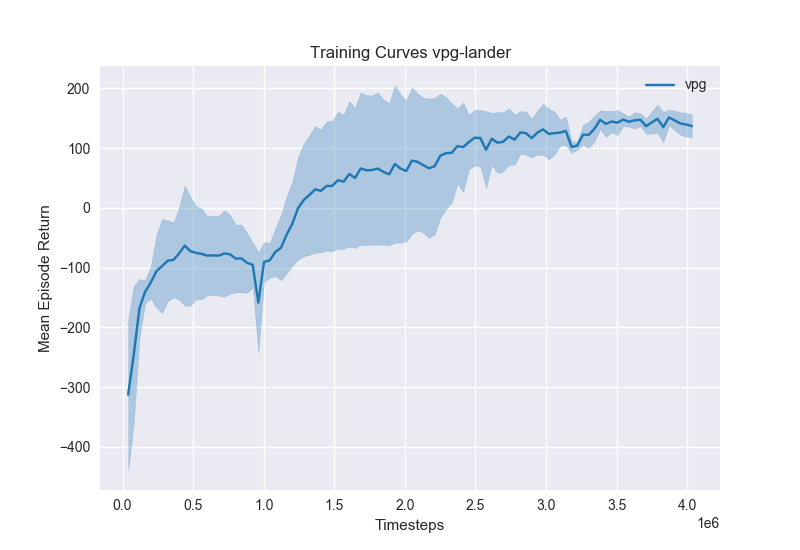 Training Curves vpg-lander
vpg
Mean Episode Return
200
100
0
−100
−200
−300
−400
0.0 0.5 1.0 1.5 2.0 2.5 3.0 3.5 4.0
1e6
Timesteps